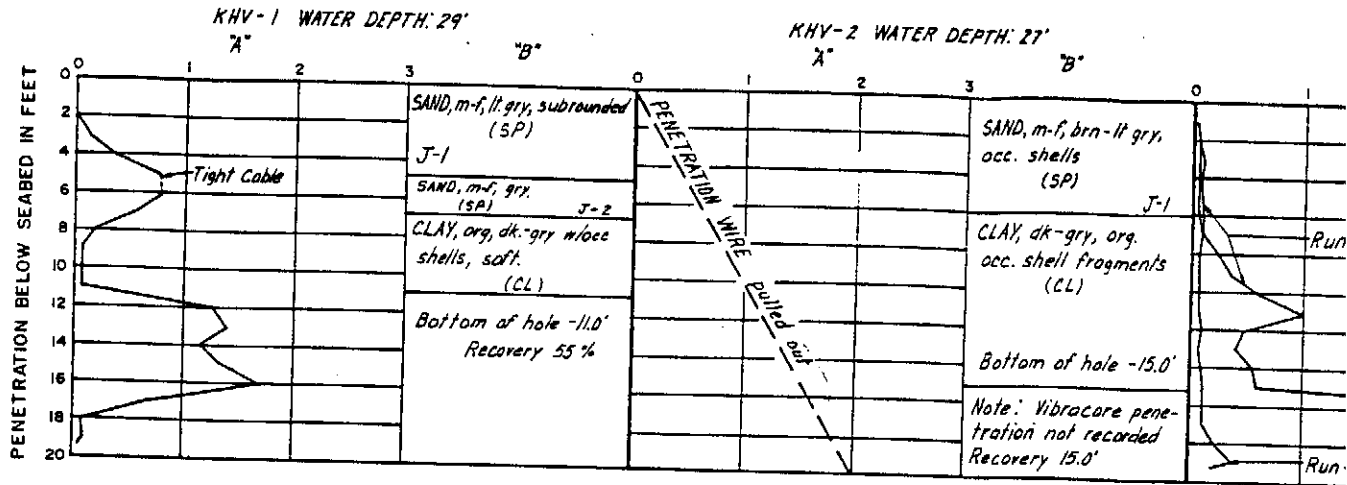 KHV-1 WATER DEPTH: 29'
"A"
"B"
KHV-2 WATER DEPTH: 27'
"A"
"B"
PENETRATION BELOW SEABED IN FEET
0
2
4
6
8
10
12
14
16
18
20
0
1
2
3
Tight Cable
SAND, m-f, lt. gry, subrounded
(SP)
J-1
SAND, m-f, gry.
(SP) J-2
CLAY, org, dk.-gry w/occ
shells, soft.
(CL)
Bottom of hole -11.0'
Recovery 55%
0
1
2
3
PENETRATION WIRE pulled out
SAND, m-f, brn-lt gry,
occ. shells
(SP)
J-1
CLAY, dk-gry, org.
occ. shell fragments
(CL)
Bottom of hole -15.0'
Note: Vibracore pene-
tration not recorded
Recovery 15.0'
0
1
Run-
Run-